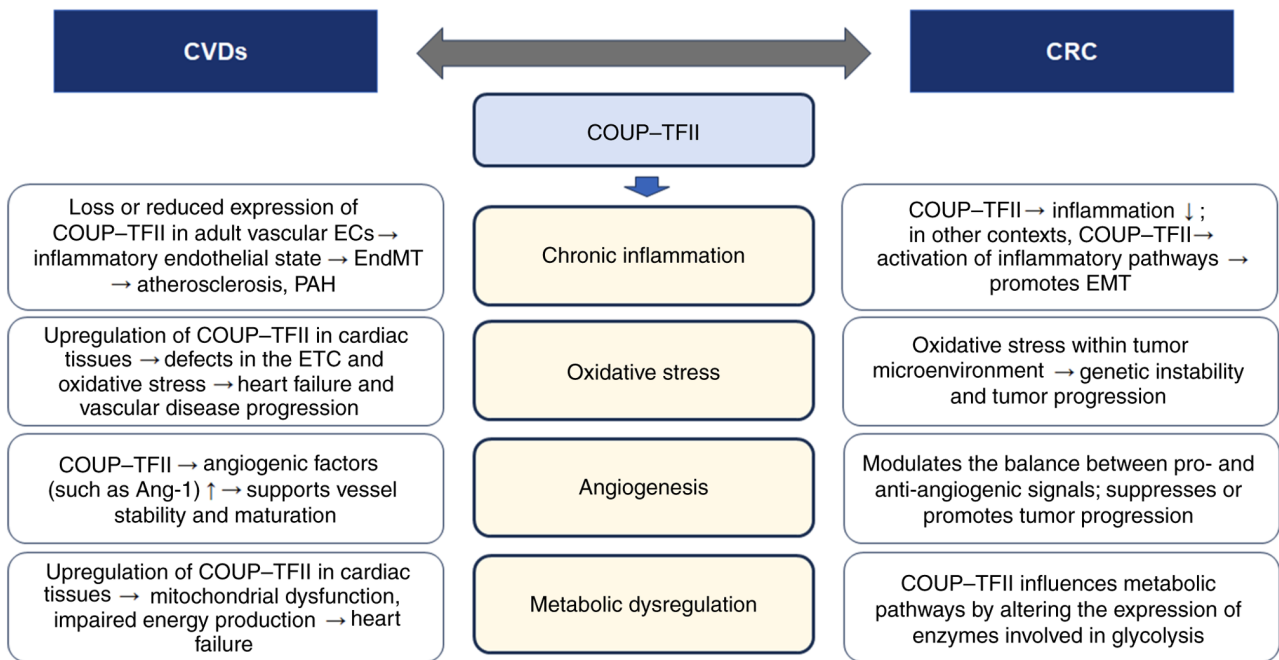 CVDs
CRC
COUP–TFII
Loss or reduced expression of
COUP–TFII in adult vascular ECs →
inflammatory endothelial state → EndMT
→ atherosclerosis, PAH
Chronic inflammation
COUP–TFII → inflammation ↓ ;
in other contexts, COUP–TFII →
activation of inflammatory pathways →
promotes EMT
Upregulation of COUP–TFII in cardiac
tissues → defects in the ETC and
oxidative stress → heart failure and
vascular disease progression
Oxidative stress
Oxidative stress within tumor
microenvironment → genetic instability
and tumor progression
COUP–TFII → angiogenic factors
(such as Ang-1) ↑ → supports vessel
stability and maturation
Angiogenesis
Modulates the balance between pro- and
anti-angiogenic signals; suppresses or
promotes tumor progression
Upregulation of COUP–TFII in cardiac
tissues → mitochondrial dysfunction,
impaired energy production → heart
failure
Metabolic dysregulation
COUP–TFII influences metabolic
pathways by altering the expression of
enzymes involved in glycolysis